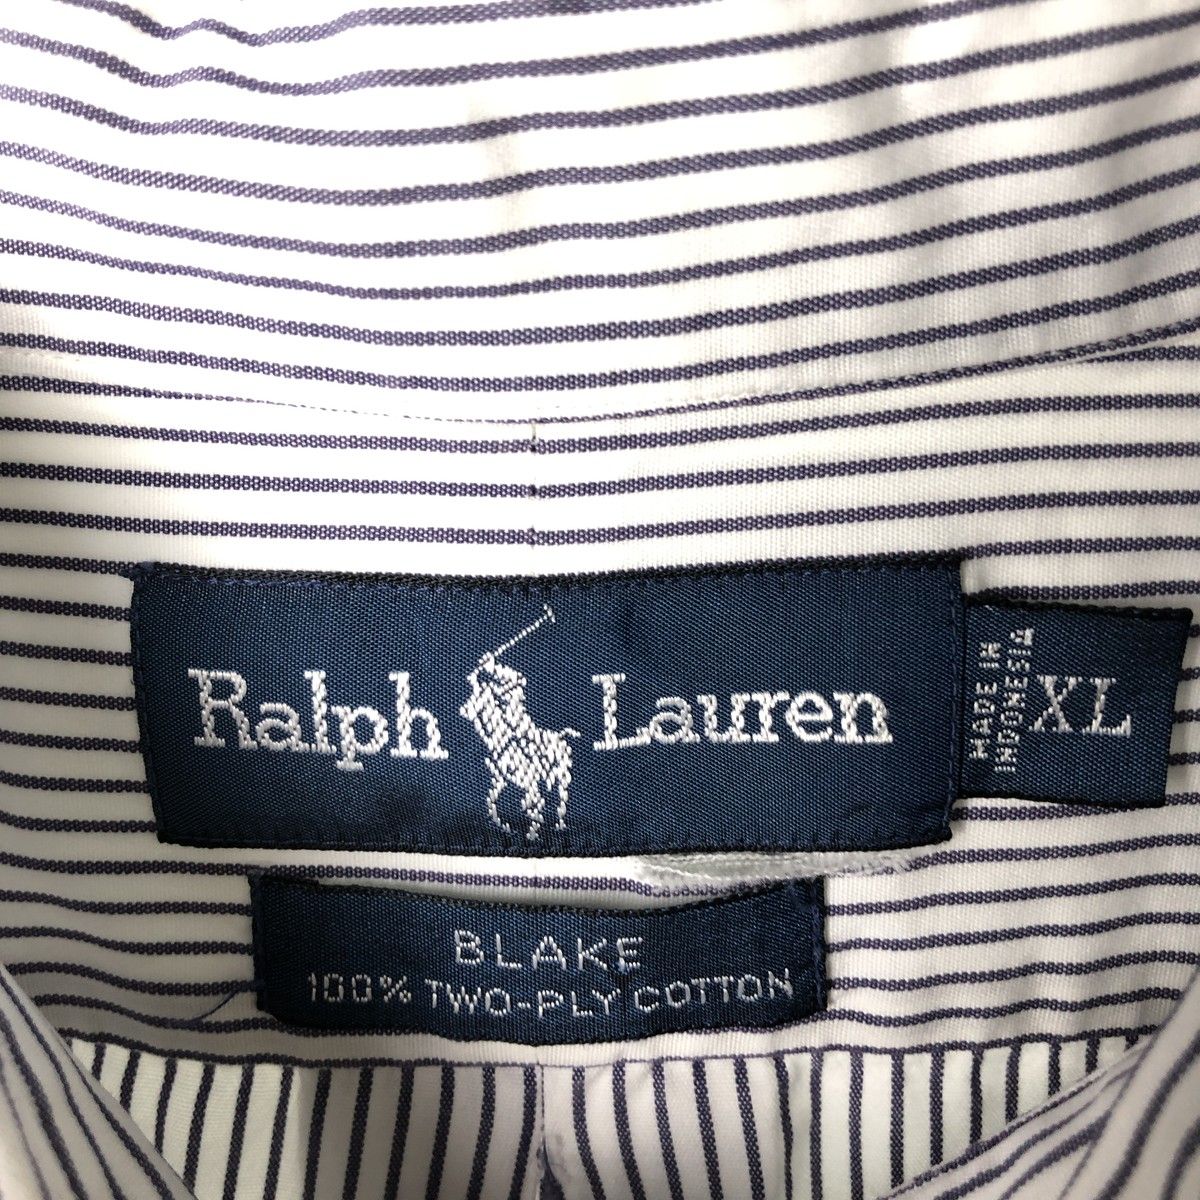 Ralph Lauren
MADE IN
INDONESIA
XL
BLAKE
100% TWO-PLY COTTON